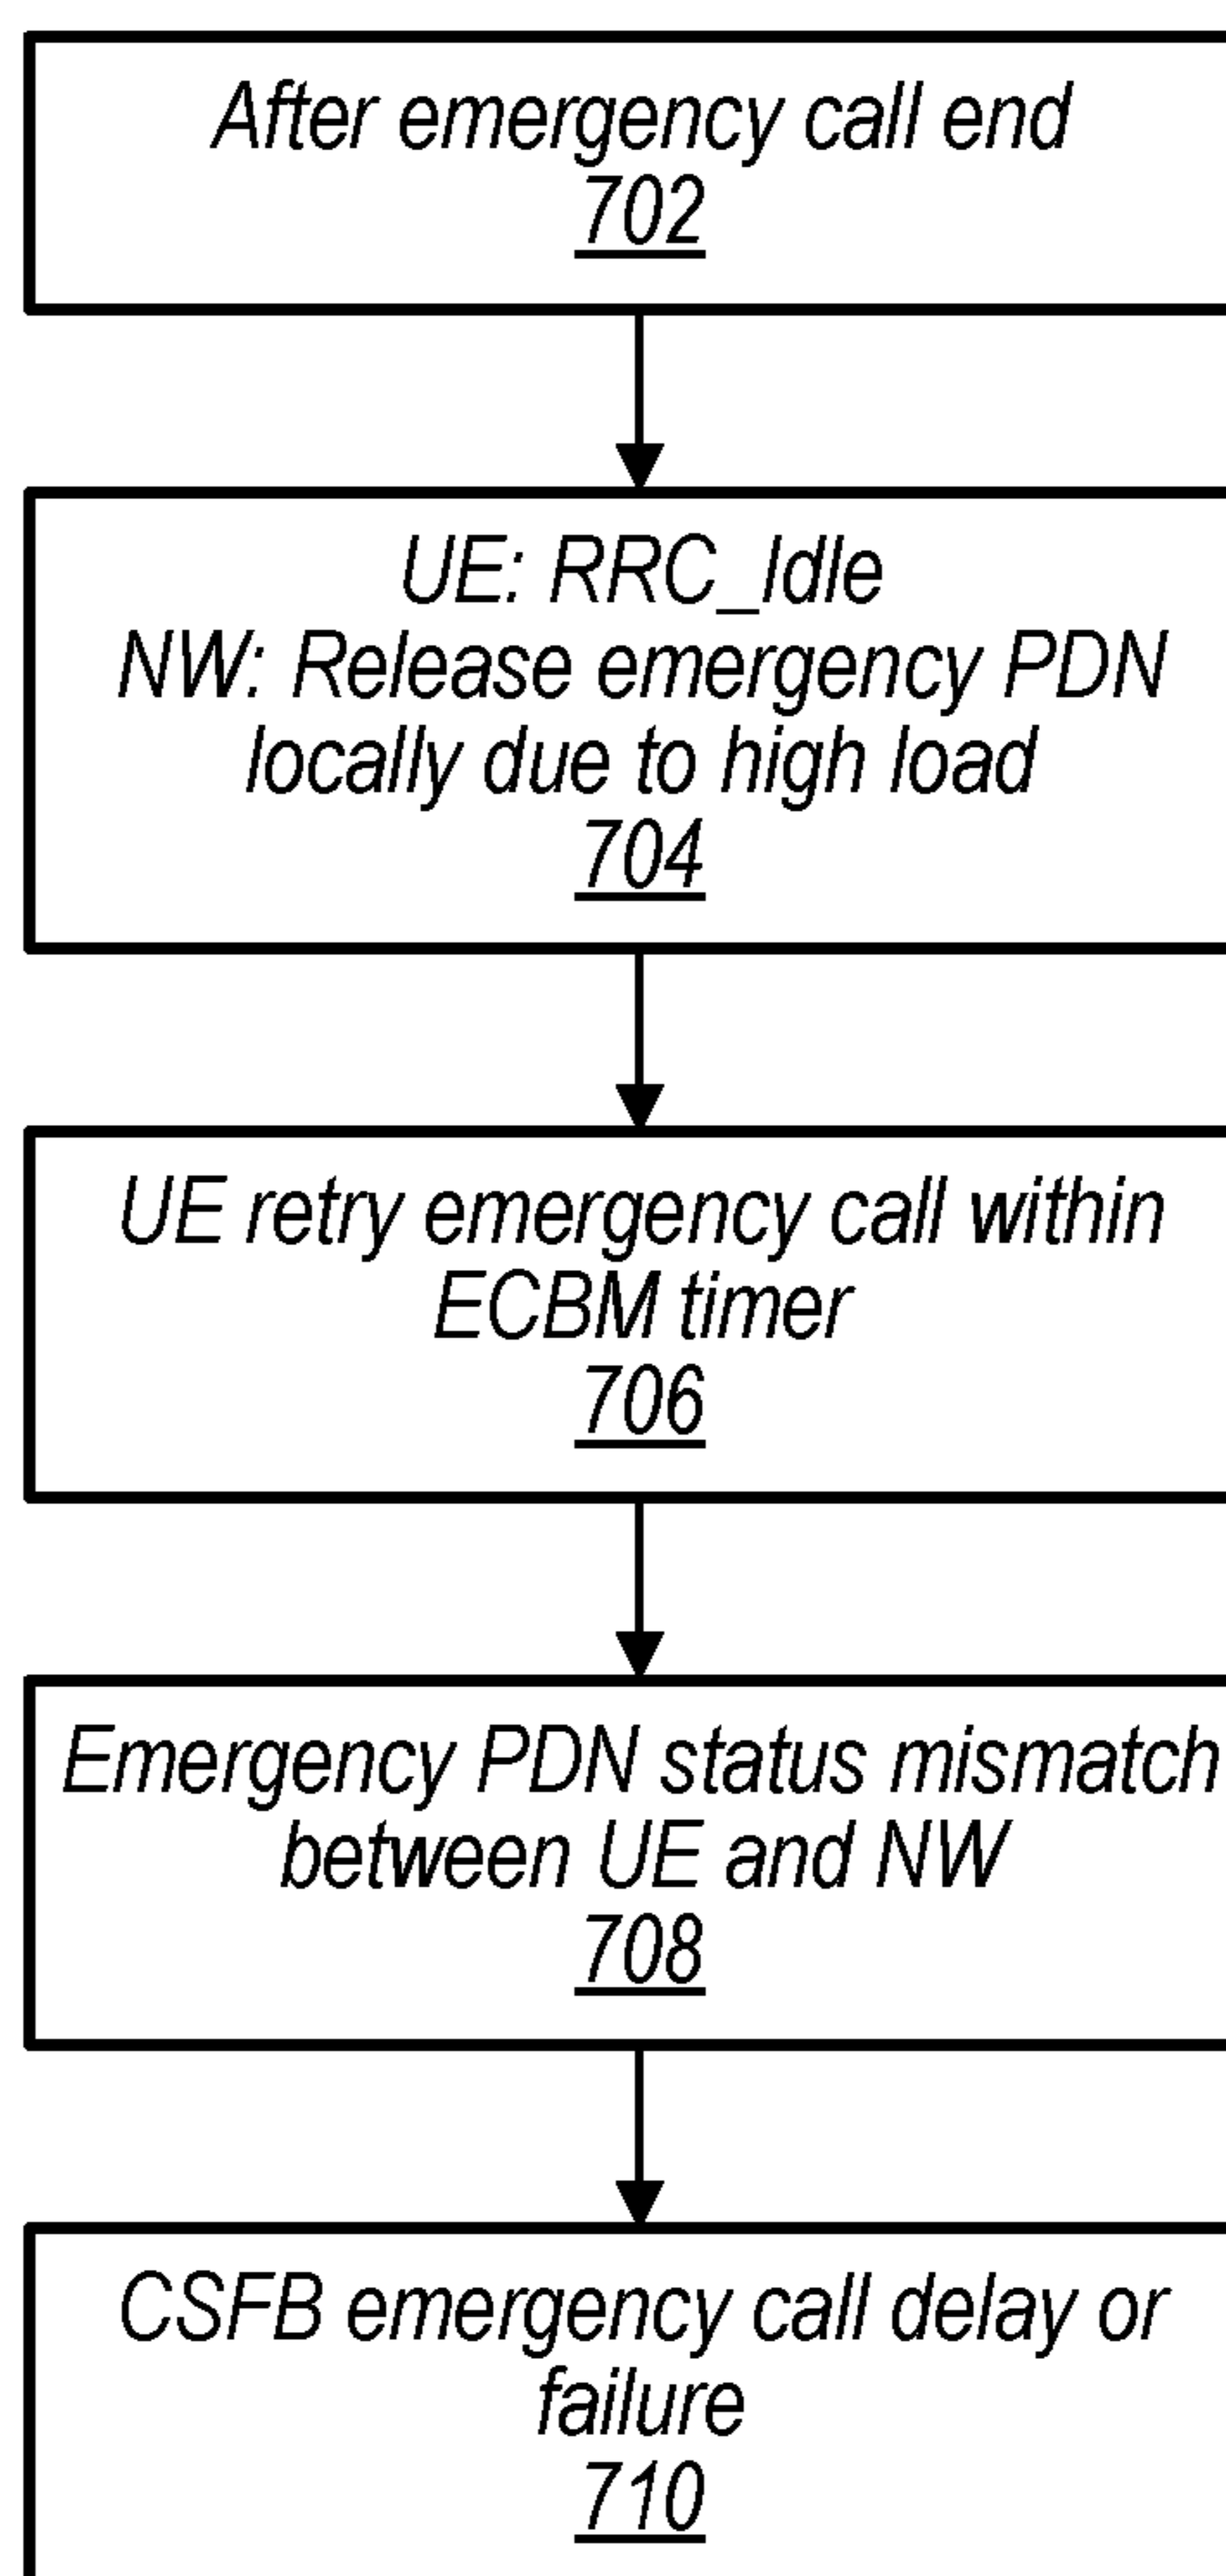 After emergency call end
702
UE: RRC_Idle
NW: Release emergency PDN
locally due to high load
704
UE retry emergency call within
ECBM timer
706
Emergency PDN status mismatch
between UE and NW
708
CSFB emergency call delay or
failure
710